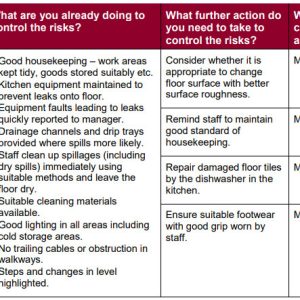 hat are you already doing to
ontrol the risks?
What further action do
you need to take to
control the risks?
W
c
a
Good housekeeping – work areas
kept tidy, goods stored suitably etc.
Kitchen equipment maintained to
prevent leaks onto floor.
Equipment faults leading to leaks
quickly reported to manager.
Drainage channels and drip trays
provided where spills more likely.
Staff clean up spillages (including
dry spills) immediately using
suitable methods and leave the
floor dry.
Suitable cleaning materials
available.
Good lighting in all areas including
cold storage areas.
No trailing cables or obstruction in
walkways.
Steps and changes in level
highlighted.
Consider whether it is
appropriate to change
floor surface with better
surface roughness.
M
Remind staff to maintain
good standard of
housekeeping.
M
Repair damaged floor tiles
by the dishwasher in the
kitchen.
M
Ensure suitable footwear
with good grip worn by
staff.
M